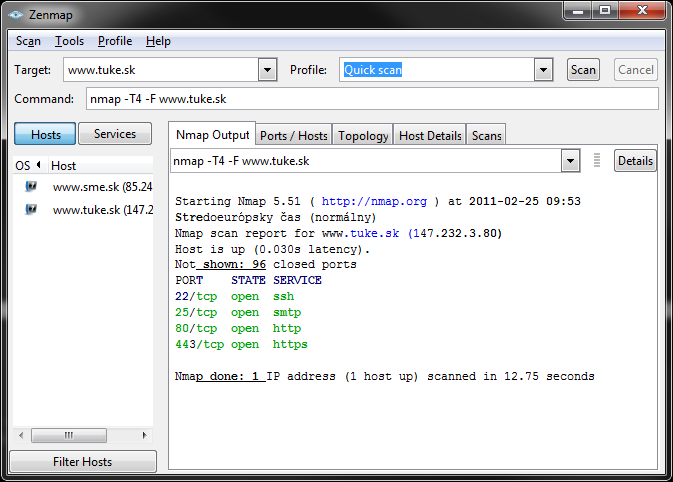 Zenmap
Scan Tools Profile Help
Target: www.tuke.sk Profile: Quick scan Scan Cancel
Command: nmap -T4 -F www.tuke.sk
Hosts Services
OS Host
www.sme.sk (85.24
www.tuke.sk (147.2
Filter Hosts
Nmap Output Ports / Hosts Topology Host Details Scans
nmap -T4 -F www.tuke.sk Details
Starting Nmap 5.51 ( http://nmap.org ) at 2011-02-25 09:53
Stredoeurópsky čas (normálny)
Nmap scan report for www.tuke.sk (147.232.3.80)
Host is up (0.030s latency).
Not shown: 96 closed ports
PORT STATE SERVICE
22/tcp open ssh
25/tcp open smtp
80/tcp open http
443/tcp open https
Nmap done: 1 IP address (1 host up) scanned in 12.75 seconds